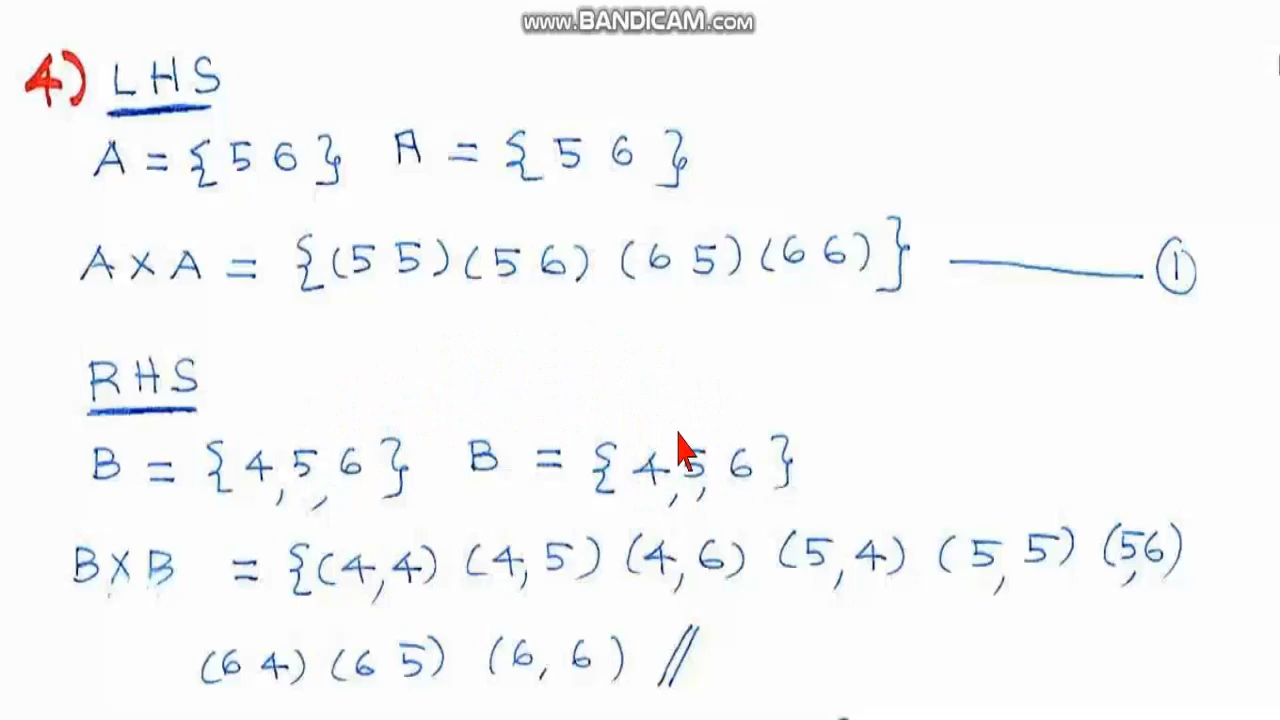 www.BANDICAM.com
4) LHS
A = {5 6} A = {5 6}
A X A = {(5 5)(5 6) (6 5)(6 6)} ——— ①
RHS
B = {4,5,6} B = {4,5,6}
B X B = {(4,4) (4,5) (4,6) (5,4) (5,5) (5,6)
(6 4)(6 5) (6,6) //